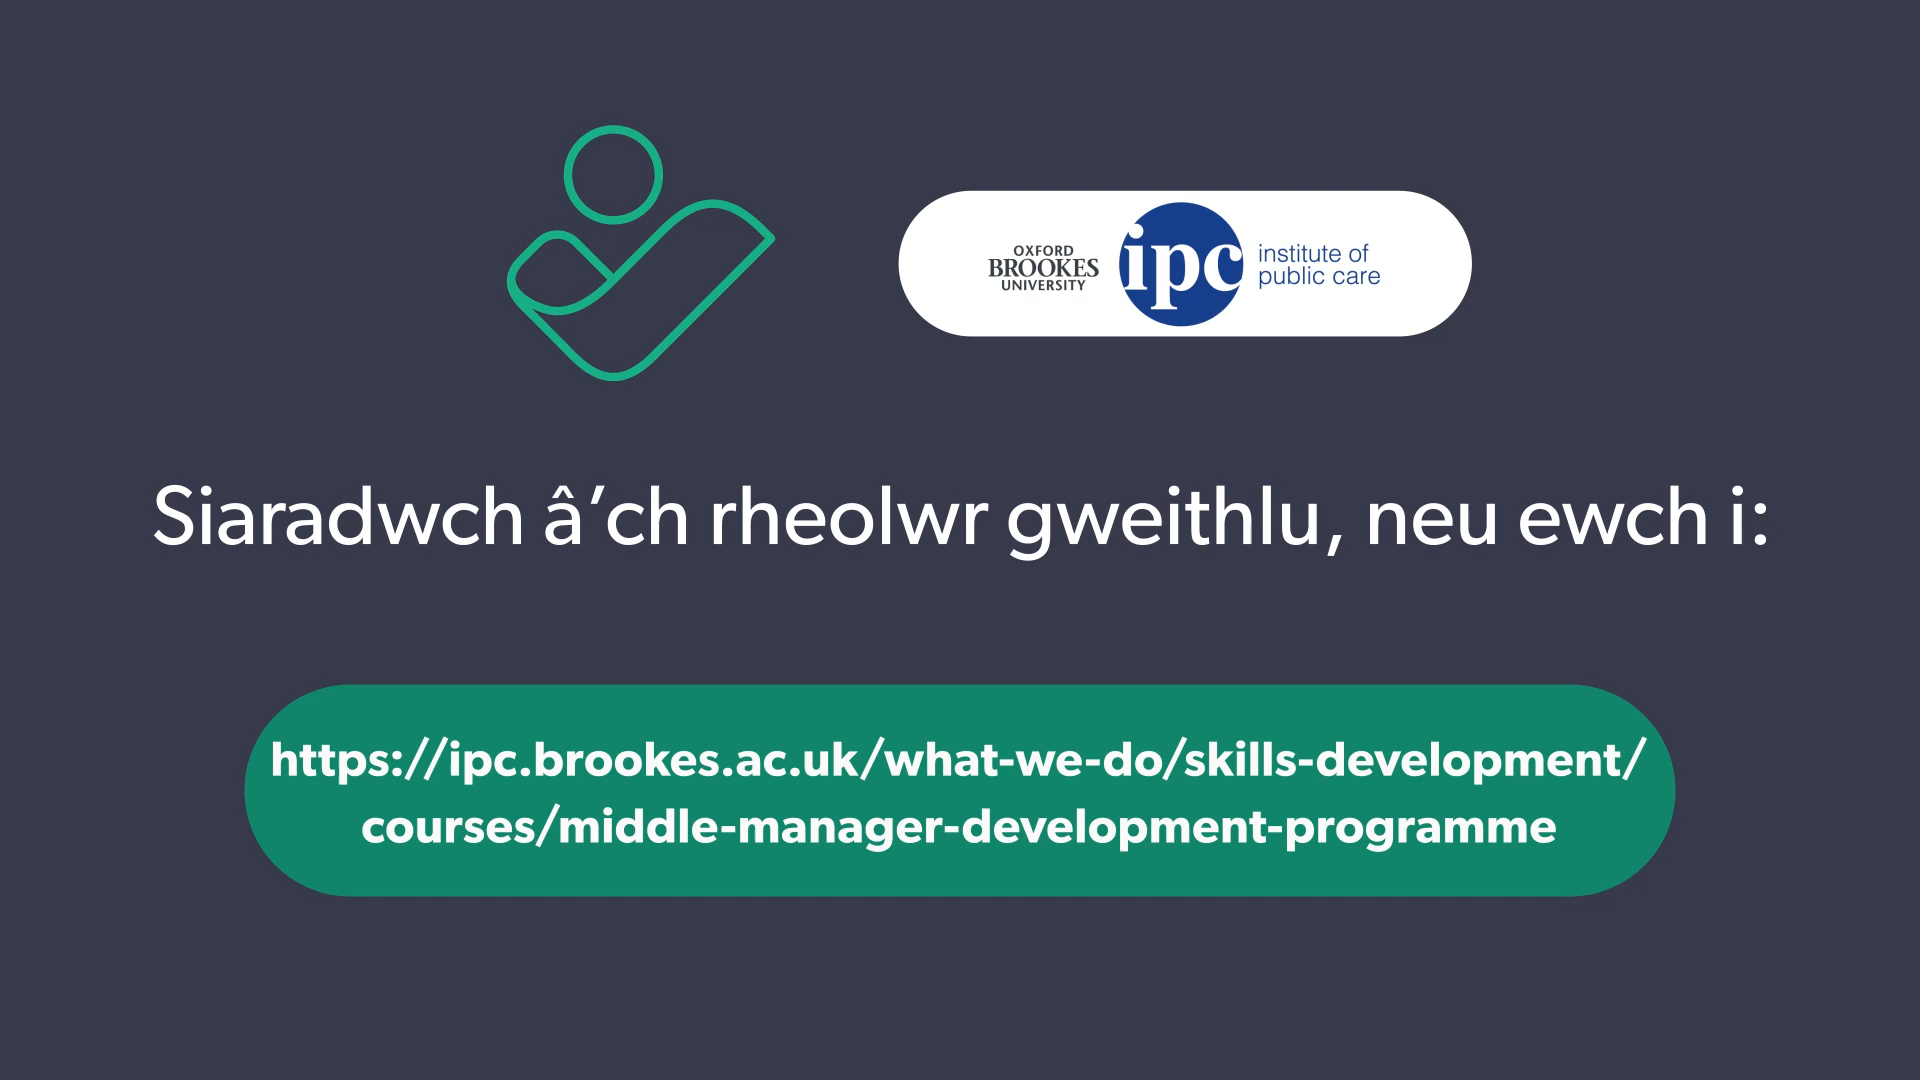 OXFORD
BROOKES
UNIVERSITY
ipc
institute of
public care
Siaradwch â’ch rheolwr gweithlu, neu ewch i:
https://ipc.brookes.ac.uk/what-we-do/skills-development/
courses/middle-manager-development-programme